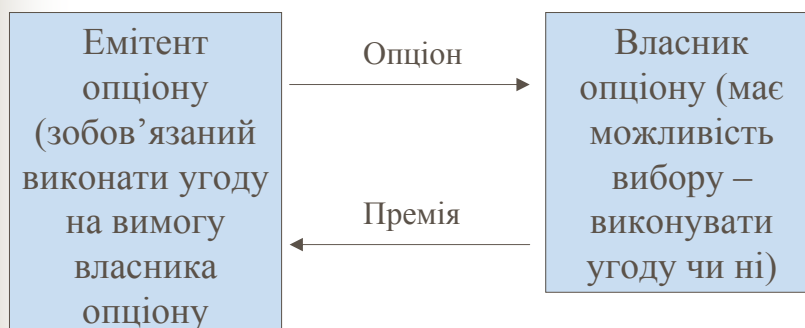 Емітент
опціону
(зобов’язаний
виконати угоду
на вимогу
власника
опціону
Опціон
Премія
Власник
опціону (має
можливість
вибору –
виконувати
угоду чи ні)